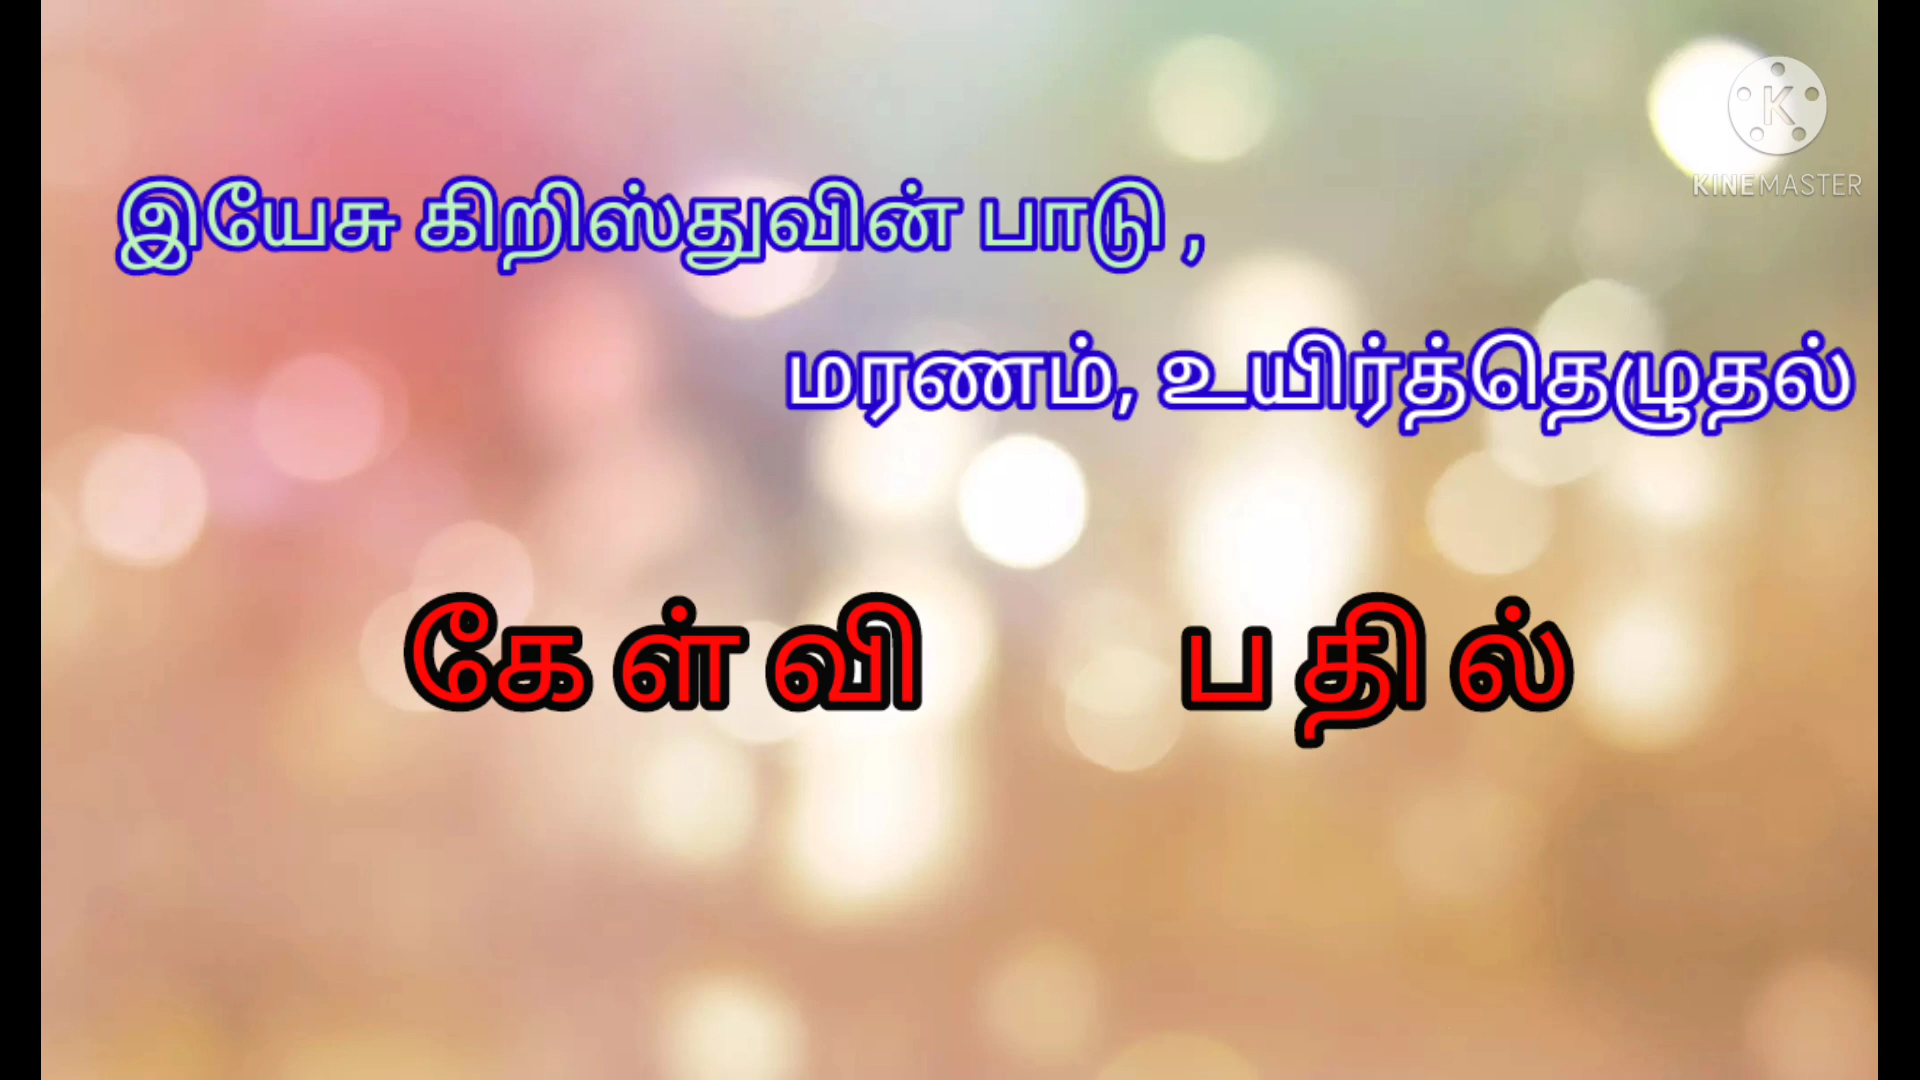 KINEMASTER
இயேசு கிறிஸ்துவின் பாடு ,
மரணம், உயிர்த்தெழுதல்
கேள்வி பதில்